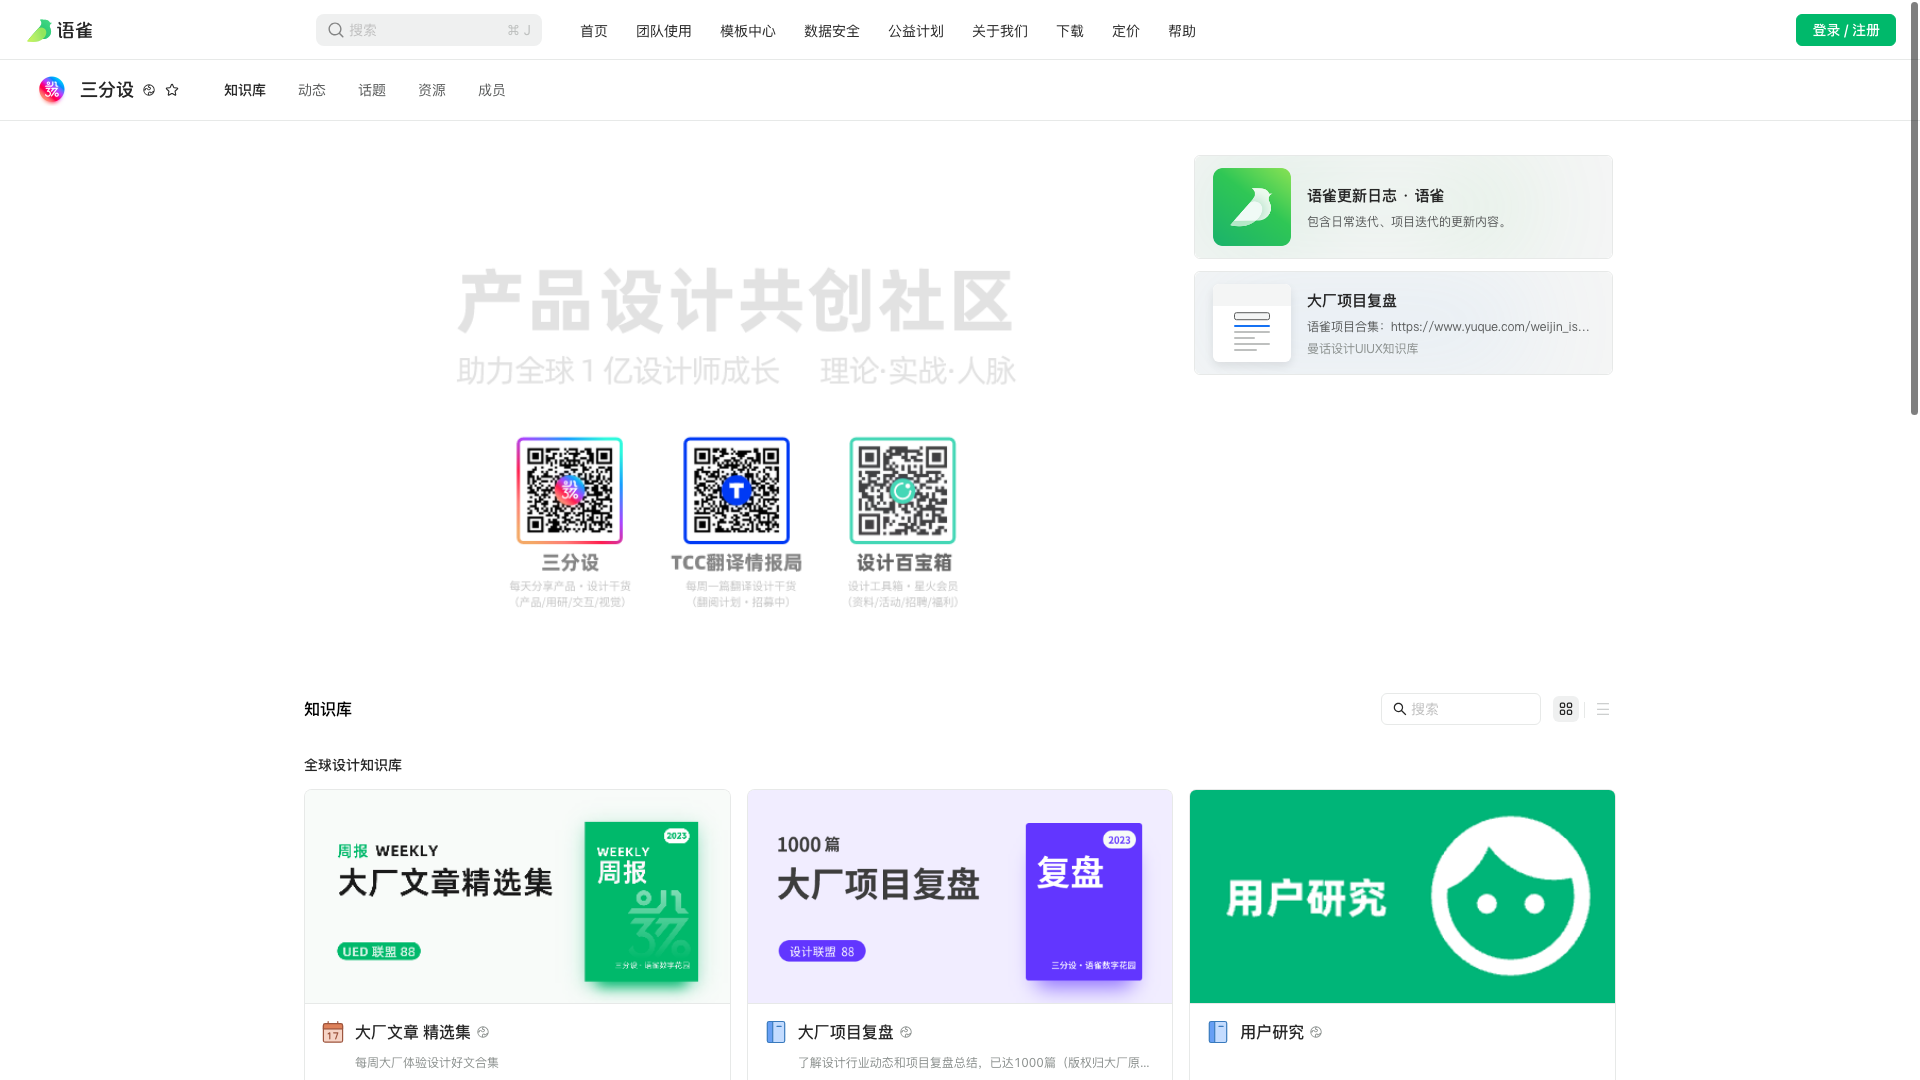 语雀
搜索
⌘ J
首页
团队使用
模板中心
数据安全
公益计划
关于我们
下载
定价
帮助
登录 / 注册
三分设
知识库
动态
话题
资源
成员
产品设计共创社区
助力全球 1 亿设计师成长 理论·实战·人脉
三分设
每天分享产品・设计干货
(产品/用研/交互/视觉)
TCC翻译情报局
每周一篇翻译设计干货
(翻阅计划・招募中)
设计百宝箱
设计工具箱・星火会员
(资料/活动/招聘/福利)
语雀更新日志 · 语雀
包含日常迭代、项目迭代的更新内容。
大厂项目复盘
语雀项目合集：https://www.yuque.com/weijin_is...
曼话设计UIUX知识库
知识库
搜索
全球设计知识库
周报 WEEKLY
大厂文章精选集
UED 联盟 88
2023
WEEKLY
周报
三分设・语雀数字花园
大厂文章 精选集
每周大厂体验设计好文合集
1000 篇
大厂项目复盘
设计联盟 88
2023
复盘
三分设・语雀数字花园
大厂项目复盘
了解设计行业动态和项目复盘总结，已达1000篇（版权归大厂原...
用户研究
用户研究